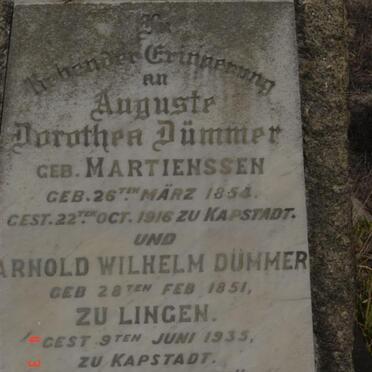 Zur
liebender Erinnerung
an
Auguste
Dorothea Dümmer
GEB. MARTIENSSEN
GEB. 26TEN MÄRZ 1854.
GEST. 22TEN OCT. 1916 ZU KAPSTADT.
UND
ARNOLD WILHELM DÜMMER
GEB 28TEN FEB 1851,
ZU LINGEN.
GEST 9TEN JUNI 1935,
ZU KAPSTADT.